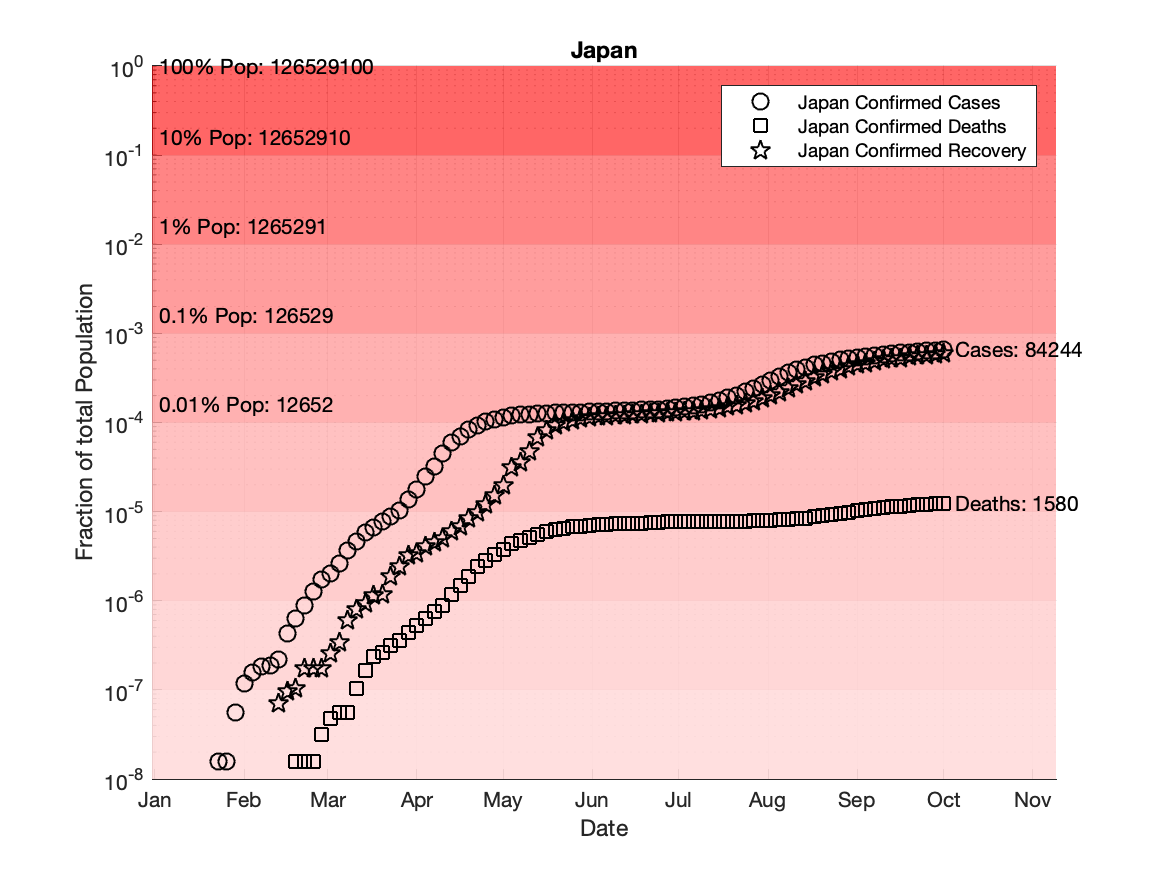 Japan
10^0
100% Pop: 126529100
Japan Confirmed Cases
Japan Confirmed Deaths
Japan Confirmed Recovery
10% Pop: 12652910
10^-1
1% Pop: 1265291
10^-2
0.1% Pop: 126529
10^-3
Cases: 84244
0.01% Pop: 12652
10^-4
Deaths: 1580
10^-5
10^-6
10^-7
10^-8
Fraction of total Population
Jan Feb Mar Apr May Jun Jul Aug Sep Oct Nov
Date